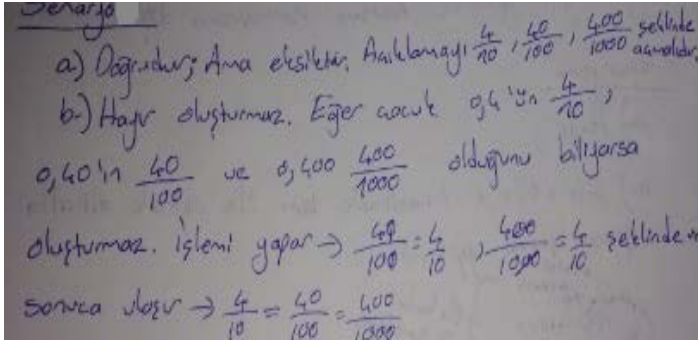 Senaryo
a) Doğrudur; Ama eksiktir. Açıklamayı 4/10, 40/100, 400/1000 şeklinde açmalıdır.
b-) Hayır oluşturmaz. Eğer çocuk 0,4'ün 4/10,
0,40'ın 40/100 ve 0,400 400/1000 olduğunu biliyorsa
oluşturmaz. İşlemi yapar → 40/100 = 4/10, 400/1000 = 4/10 şeklinde ve
sonuca ulaşır → 4/10 = 40/100 = 400/1000